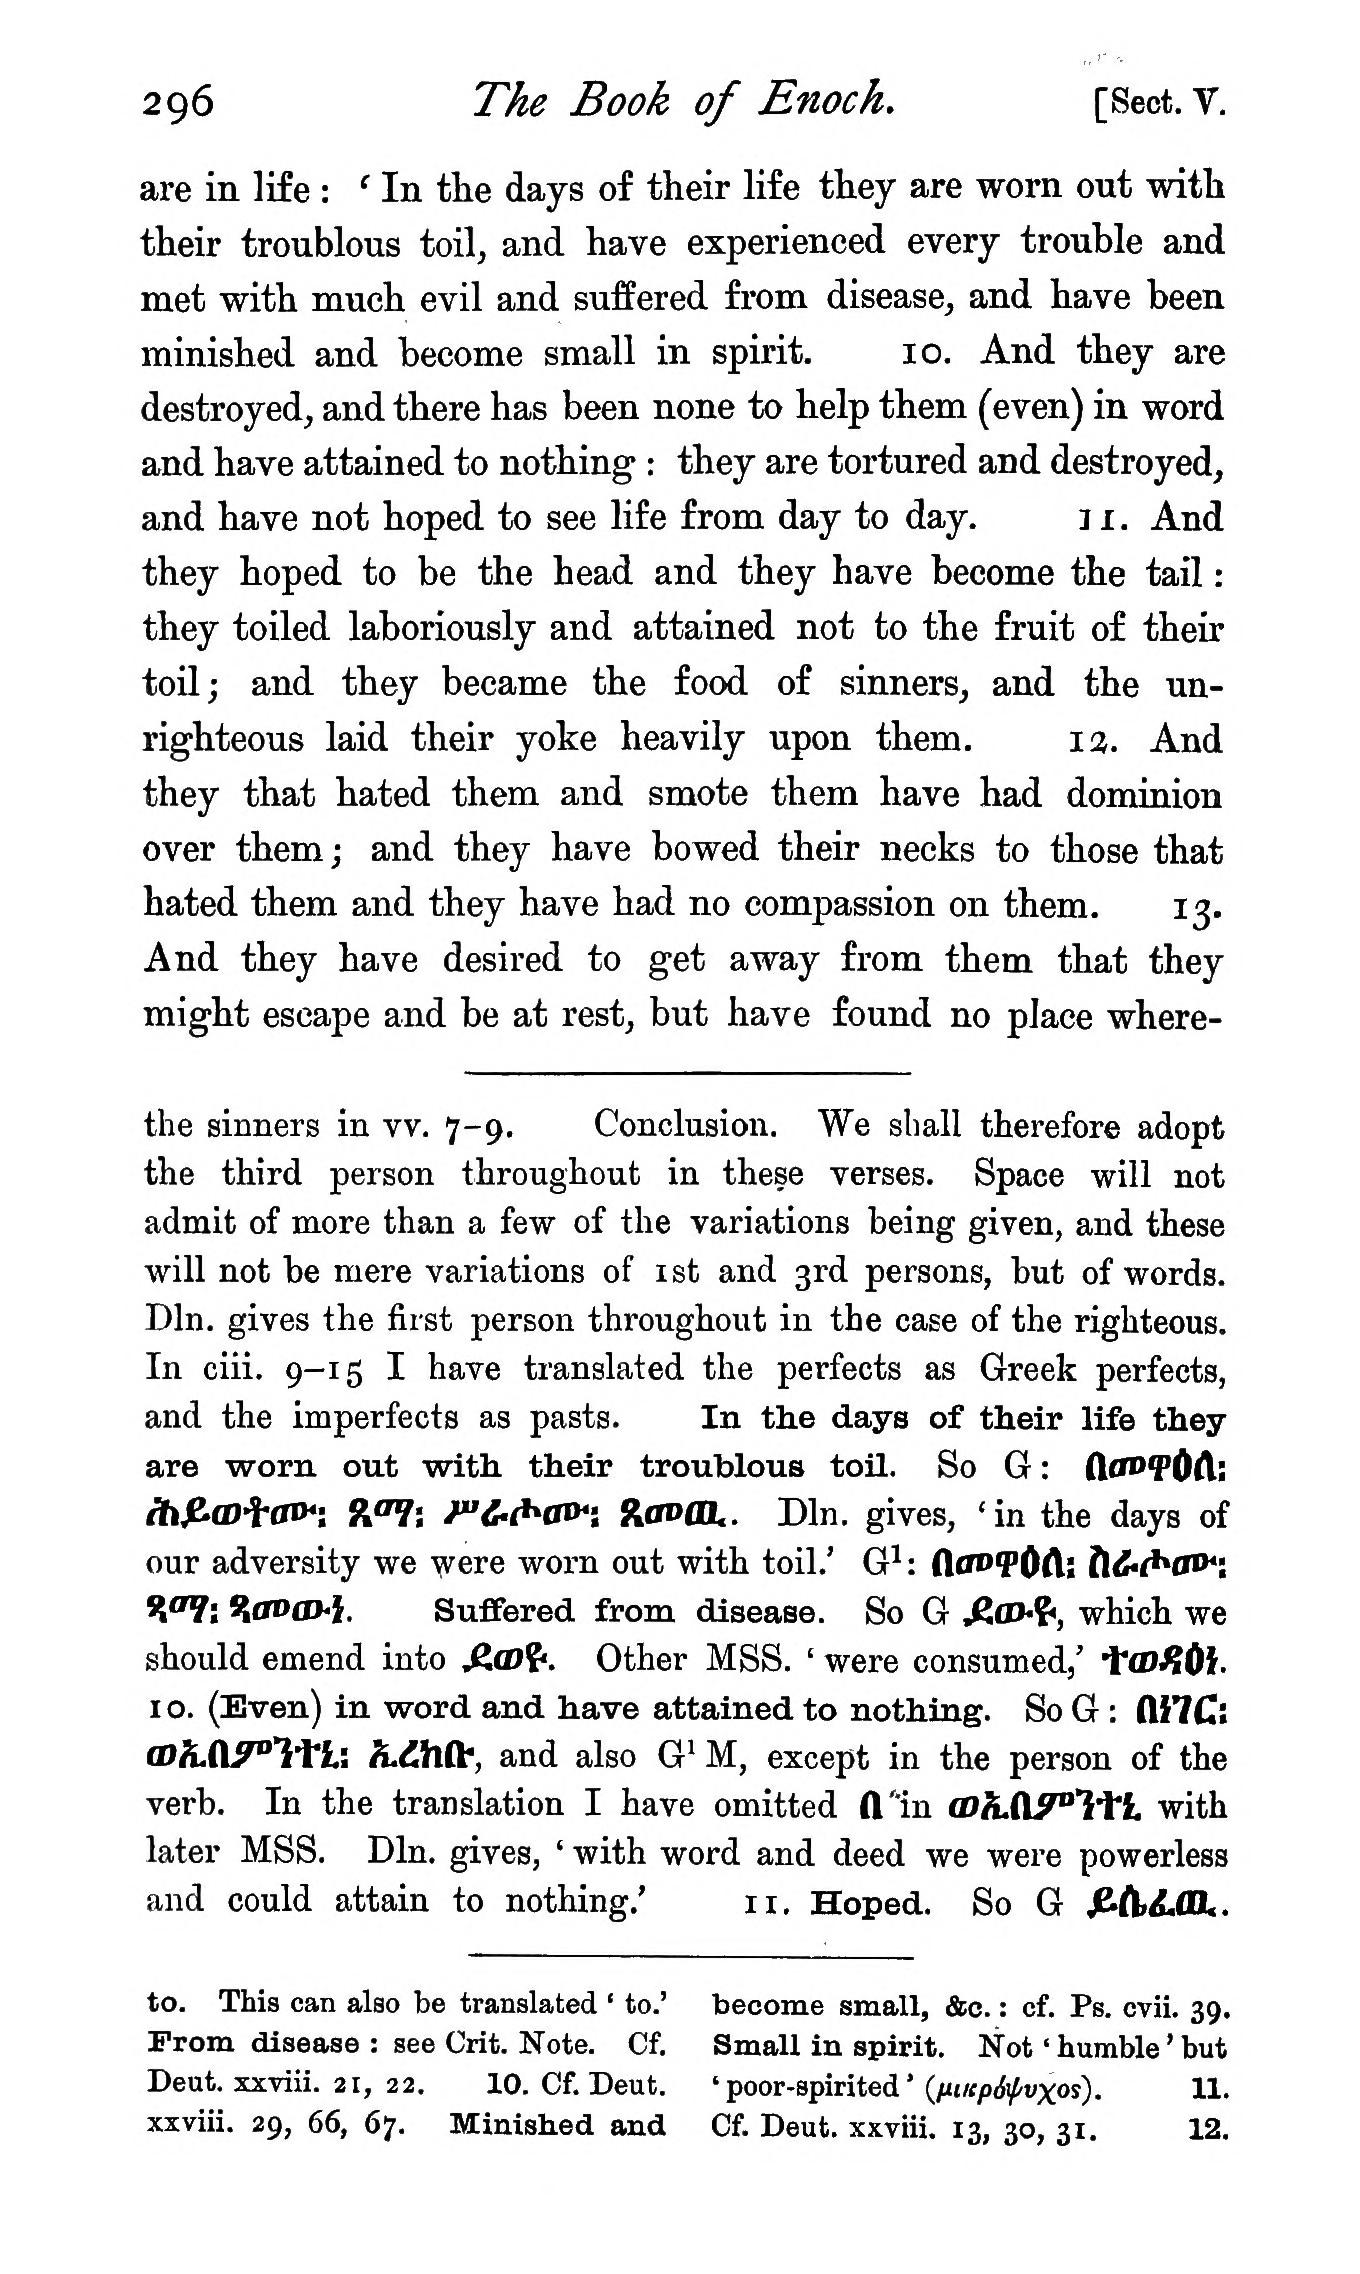 296 The Book of Enoch. [Sect. V.
are in life : ‘ In the days of their life they are worn out with
their troublous toil, and have experienced every trouble and
met with much evil and suffered from disease, and have been
minished and become small in spirit. 10. And they are
destroyed, and there has been none to help them (even) in word
and have attained to nothing : they are tortured and destroyed,
and have not hoped to see life from day to day. 11. And
they hoped to be the head and they have become the tail :
they toiled laboriously and attained not to the fruit of their
toil ; and they became the food of sinners, and the un-
righteous laid their yoke heavily upon them. 12. And
they that hated them and smote them have had dominion
over them ; and they have bowed their necks to those that
hated them and they have had no compassion on them. 13.
And they have desired to get away from them that they
might escape and be at rest, but have found no place where-
the sinners in vv. 7–9. Conclusion. We shall therefore adopt
the third person throughout in these verses. Space will not
admit of more than a few of the variations being given, and these
will not be mere variations of 1st and 3rd persons, but of words.
Dln. gives the first person throughout in the case of the righteous.
In ciii. 9–15 I have translated the perfects as Greek perfects,
and the imperfects as pasts. In the days of their life they
are worn out with their troublous toil. So G : በመዋዕለ፡
ሕይወቶሙ፡ ጻማ፡ ሥራሖሙ፡ ጻመዉ. Dln. gives, ‘ in the days of
our adversity we were worn out with toil.’ G¹ : በመዋዕለ፡ ስራሖሙ፡
ጻማ፡ ጻመውነ. Suffered from disease. So G ደውዩ, which we
should emend into ደወዩ. Other MSS. ‘ were consumed,’ ተወዳዕነ.
10. (Even) in word and have attained to nothing. So G : በነገር፡
ወኢበምንተኒ፡ ኢረከቡ, and also G¹ M, except in the person of the
verb. In the translation I have omitted በ in ወኢበምንተኒ with
later MSS. Dln. gives, ‘ with word and deed we were powerless
and could attain to nothing.’ 11. Hoped. So G ይሴፈዉ.
to. This can also be translated ‘ to.’
From disease : see Crit. Note. Cf.
Deut. xxviii. 21, 22. 10. Cf. Deut.
xxviii. 29, 66, 67. Minished and
become small, &c. : cf. Ps. cvii. 39.
Small in spirit. Not ‘ humble ’ but
‘ poor-spirited ’ (μικρόψυχος). 11.
Cf. Deut. xxviii. 13, 30, 31. 12.